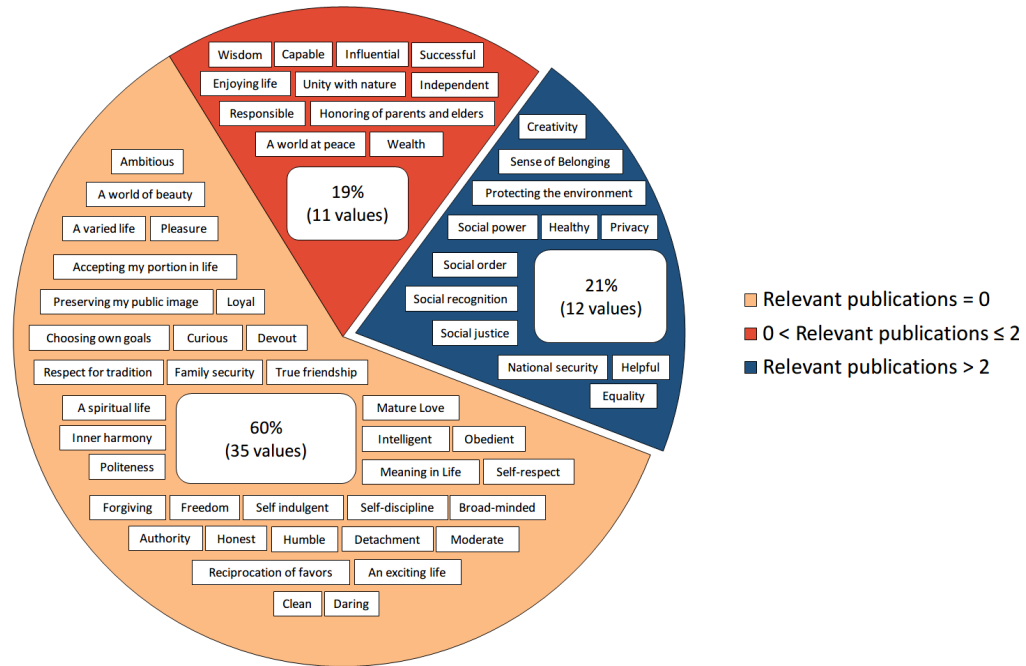 Wisdom
Capable
Influential
Successful
Enjoying life
Unity with nature
Independent
Responsible
Honoring of parents and elders
A world at peace
Wealth
19%
(11 values)
Creativity
Sense of Belonging
Protecting the environment
Social power
Healthy
Privacy
Social order
Social recognition
Social justice
21%
(12 values)
National security
Helpful
Equality
Ambitious
A world of beauty
A varied life
Pleasure
Accepting my portion in life
Preserving my public image
Loyal
Choosing own goals
Curious
Devout
Respect for tradition
Family security
True friendship
A spiritual life
Inner harmony
Politeness
60%
(35 values)
Mature Love
Intelligent
Obedient
Meaning in Life
Self-respect
Forgiving
Freedom
Self indulgent
Self-discipline
Broad-minded
Authority
Honest
Humble
Detachment
Moderate
Reciprocation of favors
An exciting life
Clean
Daring
Relevant publications = 0
0 < Relevant publications ≤ 2
Relevant publications > 2